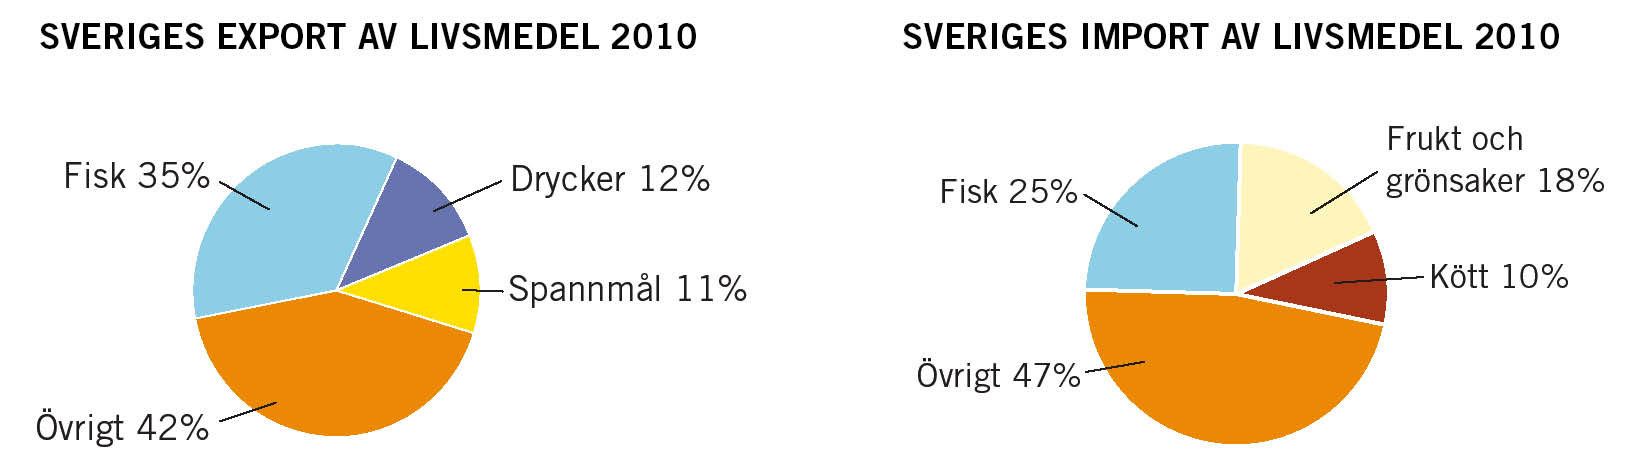 SVERIGES EXPORT AV LIVSMEDEL 2010
Fisk 35%
Drycker 12%
Spannmål 11%
Övrigt 42%
SVERIGES IMPORT AV LIVSMEDEL 2010
Fisk 25%
Frukt och
grönsaker 18%
Kött 10%
Övrigt 47%